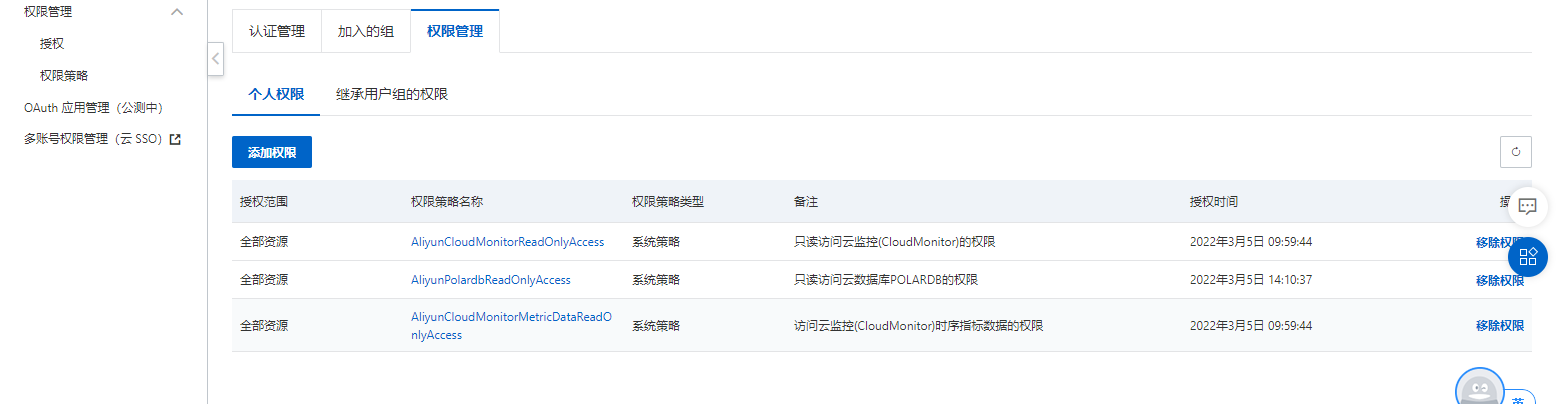 权限管理
授权
权限策略
OAuth 应用管理（公测中）
多账号权限管理（云 SSO）
认证管理
加入的组
权限管理
个人权限
继承用户组的权限
添加权限
授权范围
权限策略名称
权限策略类型
备注
授权时间
全部资源
AliyunCloudMonitorReadOnlyAccess
系统策略
只读访问云监控(CloudMonitor)的权限
2022年3月5日 09:59:44
移除权限
全部资源
AliyunPolardbReadOnlyAccess
系统策略
只读访问云数据库POLARDB的权限
2022年3月5日 14:10:37
移除权限
全部资源
AliyunCloudMonitorMetricDataReadO
nlyAccess
系统策略
访问云监控(CloudMonitor)时序指标数据的权限
2022年3月5日 09:59:44
移除权限